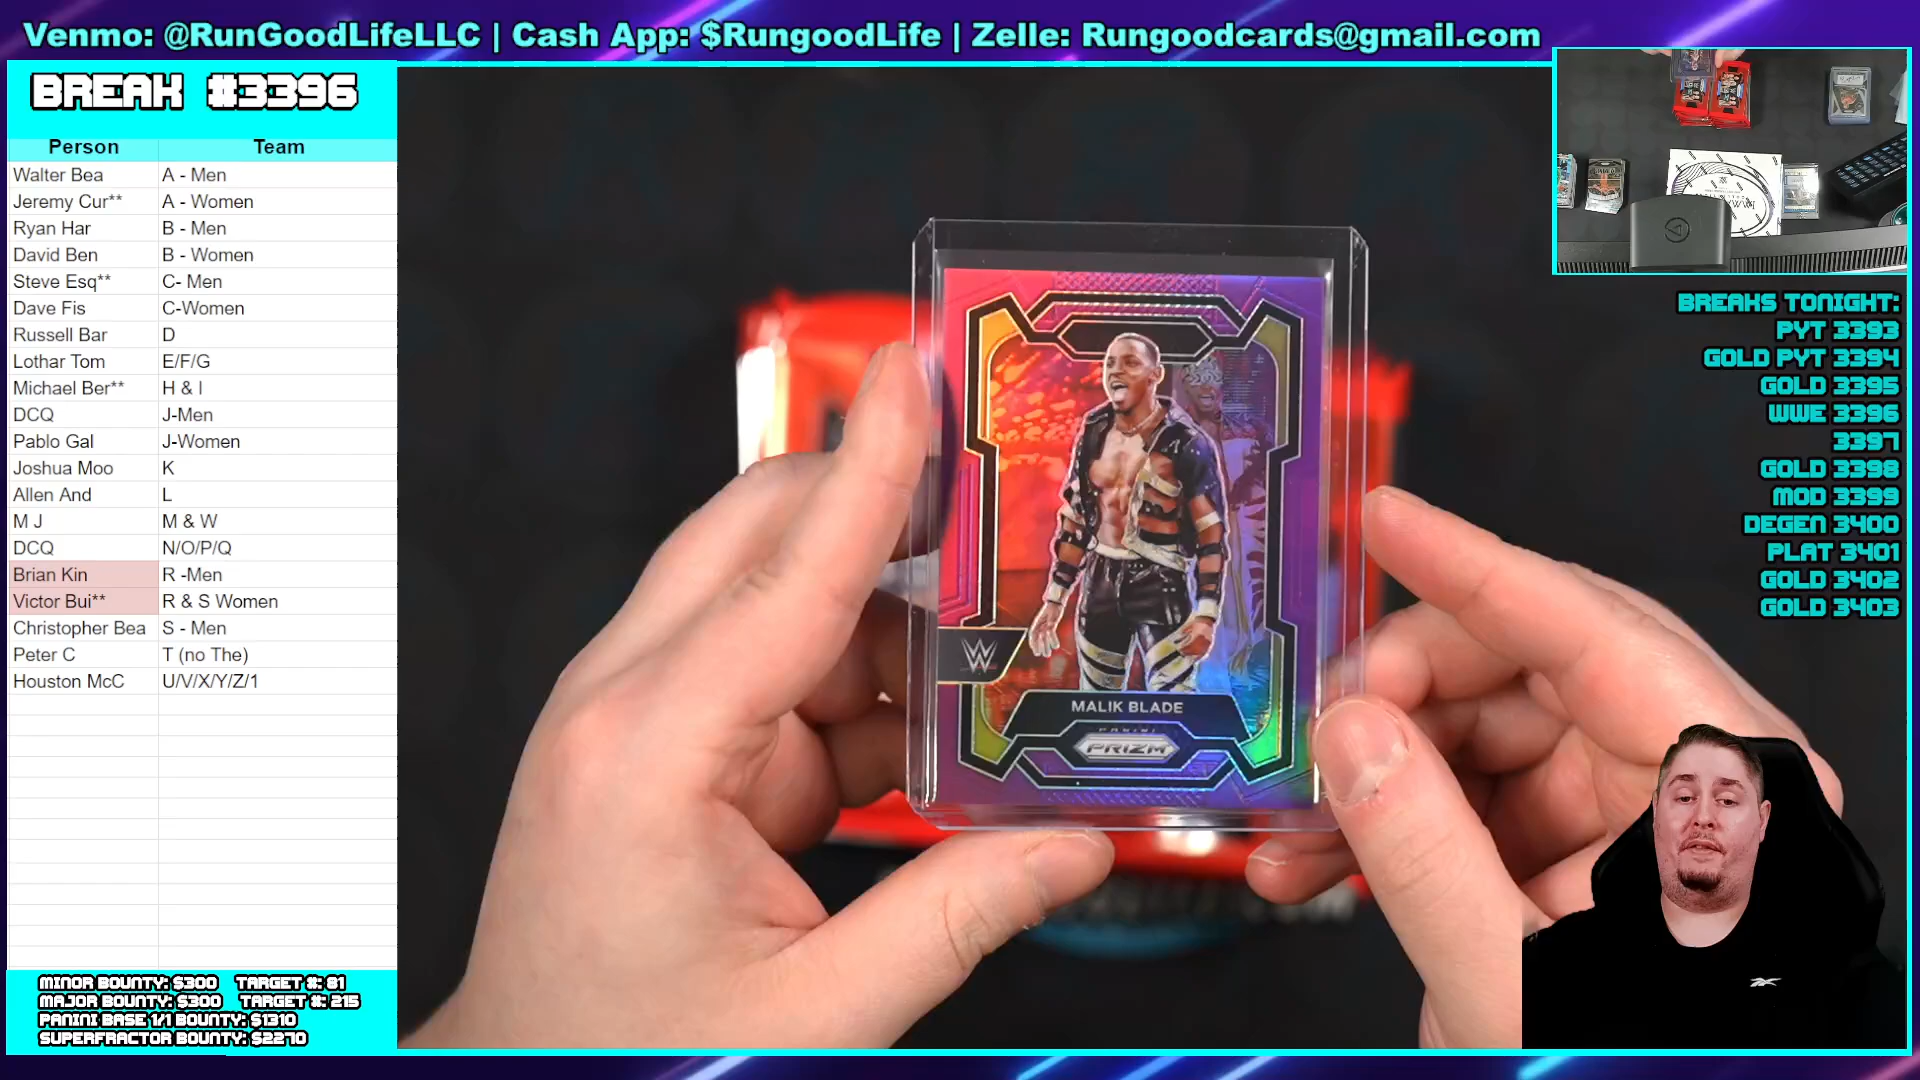 Venmo: @RunGoodLifeLLC | Cash App: $RungoodLife | Zelle: Rungoodcards@gmail.com
BREAK #3396
Person Team
Walter Bea A - Men
Jeremy Cur** A - Women
Ryan Har B - Men
David Ben B - Women
Steve Esq** C- Men
Dave Fis C-Women
Russell Bar D
Lothar Tom E/F/G
Michael Ber** H & I
DCQ J-Men
Pablo Gal J-Women
Joshua Moo K
Allen And L
M J M & W
DCQ N/O/P/Q
Brian Kin R -Men
Victor Bui** R & S Women
Christopher Bea S - Men
Peter C T (no The)
Houston McC U/V/X/Y/Z/1
MINOR BOUNTY: $300 TARGET #: 81
MAJOR BOUNTY: $300 TARGET #: 215
PANINI BASE 1/1 BOUNTY: $1310
SUPERFRACTOR BOUNTY: $2270
W
MALIK BLADE
PANINI
PRIZM
BREAKS TONIGHT:
PYT 3393
GOLD PYT 3394
GOLD 3395
WWE 3396
3397
GOLD 3398
MOD 3399
DEGEN 3400
PLAT 3401
GOLD 3402
GOLD 3403